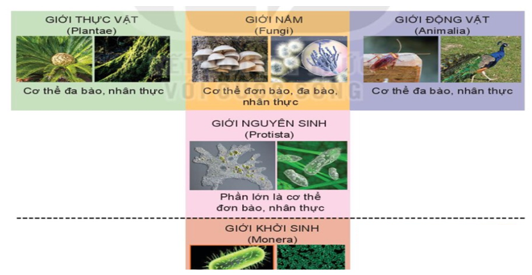 GIỚI THỰC VẬT
(Plantae)
Cơ thể đa bào, nhân thực
GIỚI NẤM
(Fungi)
Cơ thể đơn bào, đa bào,
nhân thực
GIỚI ĐỘNG VẬT
(Animalia)
Cơ thể đa bào, nhân thực
GIỚI NGUYÊN SINH
(Protista)
Phần lớn là cơ thể
đơn bào, nhân thực
GIỚI KHỞI SINH
(Monera)